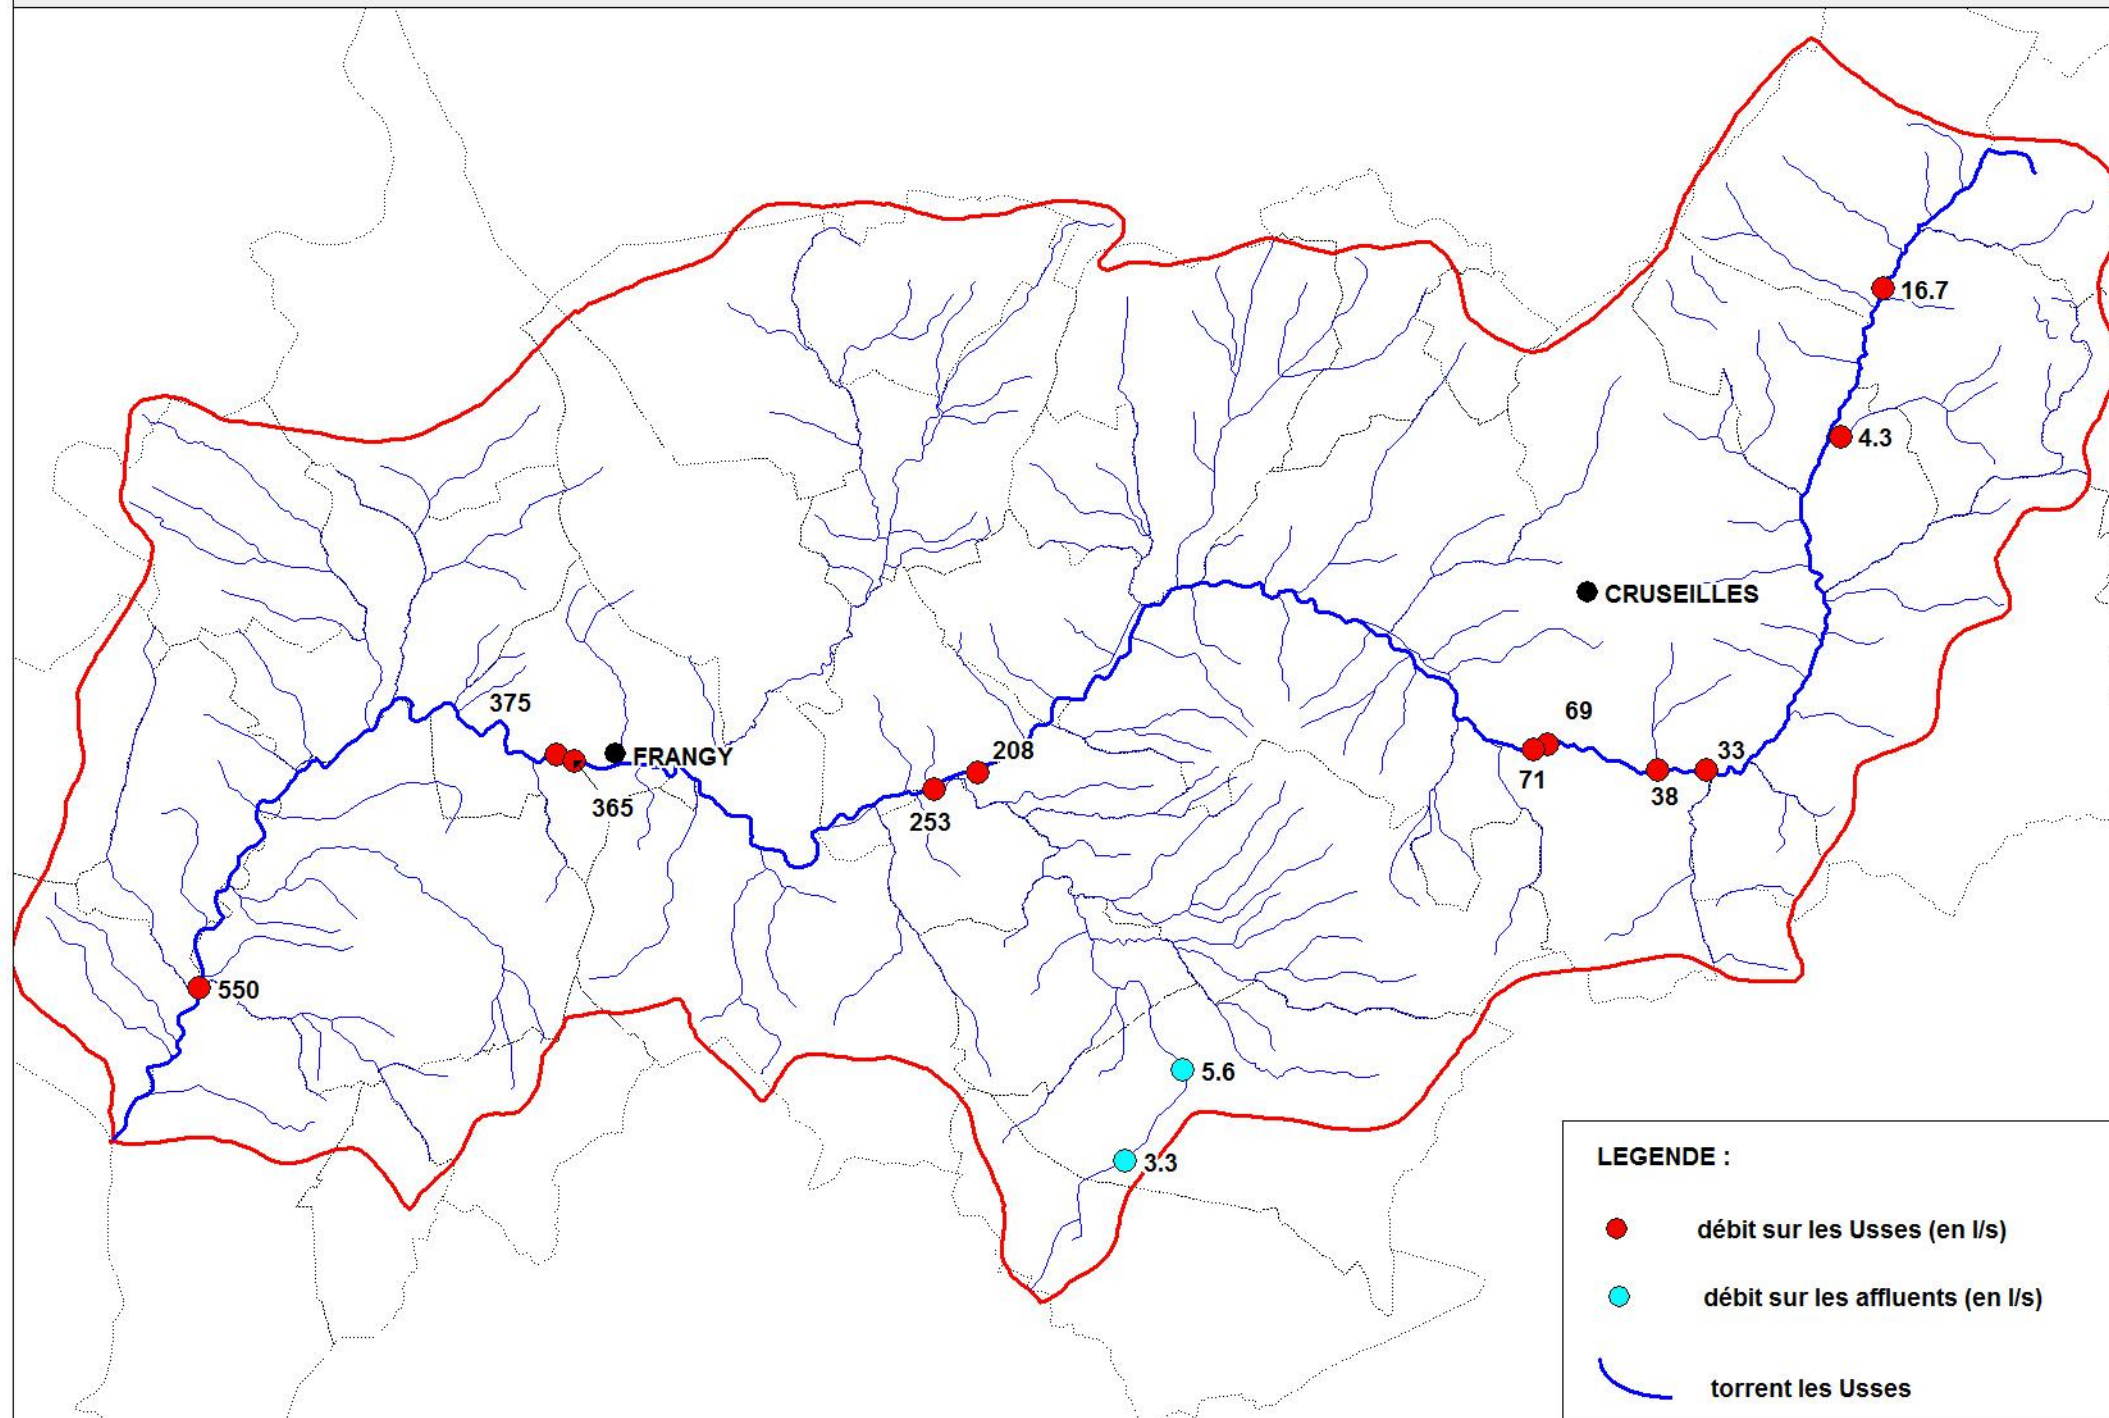 16.7
4.3
CRUSEILLES
375
69
FRANGY
208
33
71
38
365
253
550
5.6
3.3
LEGENDE :
débit sur les Usses (en l/s)
débit sur les affluents (en l/s)
torrent les Usses